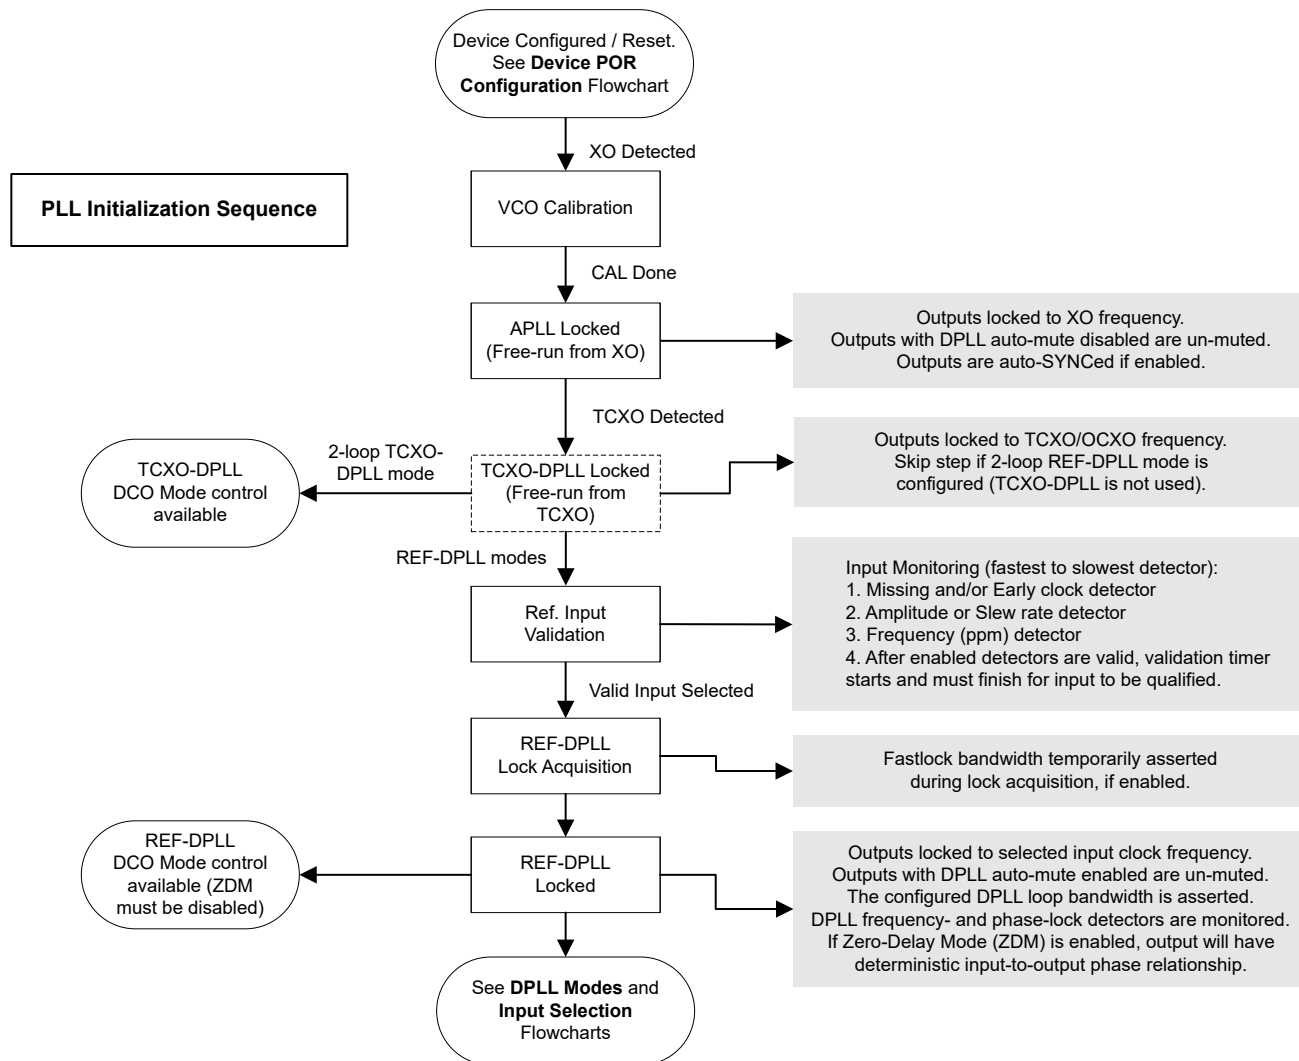 Device Configured / Reset.
See Device POR
Configuration Flowchart
XO Detected
PLL Initialization Sequence
VCO Calibration
CAL Done
APLL Locked
(Free-run from XO)
Outputs locked to XO frequency.
Outputs with DPLL auto-mute disabled are un-muted.
Outputs are auto-SYNCed if enabled.
TCXO Detected
2-loop TCXO-
DPLL mode
TCXO-DPLL
DCO Mode control
available
TCXO-DPLL Locked
(Free-run from
TCXO)
Outputs locked to TCXO/OCXO frequency.
Skip step if 2-loop REF-DPLL mode is
configured (TCXO-DPLL is not used).
REF-DPLL modes
Ref. Input
Validation
Input Monitoring (fastest to slowest detector):
1. Missing and/or Early clock detector
2. Amplitude or Slew rate detector
3. Frequency (ppm) detector
4. After enabled detectors are valid, validation timer
starts and must finish for input to be qualified.
Valid Input Selected
REF-DPLL
Lock Acquisition
Fastlock bandwidth temporarily asserted
during lock acquisition, if enabled.
REF-DPLL
DCO Mode control
available (ZDM
must be disabled)
REF-DPLL
Locked
Outputs locked to selected input clock frequency.
Outputs with DPLL auto-mute enabled are un-muted.
The configured DPLL loop bandwidth is asserted.
DPLL frequency- and phase-lock detectors are monitored.
If Zero-Delay Mode (ZDM) is enabled, output will have
deterministic input-to-output phase relationship.
See DPLL Modes and
Input Selection
Flowcharts